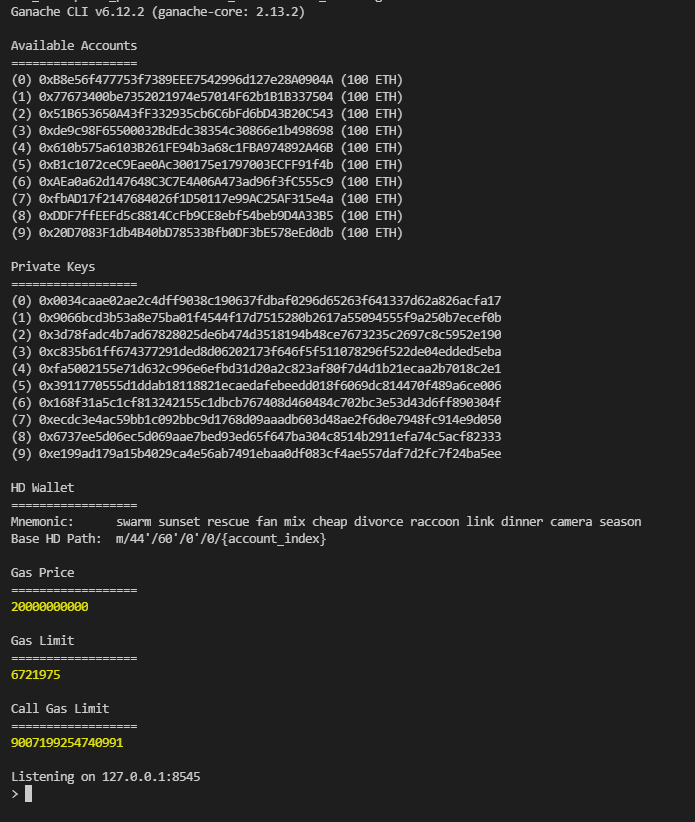 Ganache CLI v6.12.2 (ganache-core: 2.13.2)
Available Accounts
==================
(0) 0xB8e56f477753f7389EEE7542996d127e28A0904A (100 ETH)
(1) 0x77673400be7352021974e57014F62b1B1B337504 (100 ETH)
(2) 0x51B653650A43fF332935cb6C6bFd6bD43B20C543 (100 ETH)
(3) 0xde9c98F65500032BdEdc38354c30866e1b498698 (100 ETH)
(4) 0x610b575a6103B261FE94b3a68c1FBA974892A46B (100 ETH)
(5) 0xB1c1072ceC9Eae0Ac300175e1797003ECFF91f4b (100 ETH)
(6) 0xAEa0a62d147648C3C7E4A06A473ad96f3fC555c9 (100 ETH)
(7) 0xfbAD17f2147684026f1D50117e99AC25AF315e4a (100 ETH)
(8) 0xDDF7ffEEFd5c8814CcFb9CE8ebf54beb9D4A33B5 (100 ETH)
(9) 0x20D7083F1db4B40bD78533Bfb0DF3bE578eEd0db (100 ETH)
Private Keys
==================
(0) 0x0034caae02ae2c4dff9038c190637fdbaf0296d65263f641337d62a826acfa17
(1) 0x9066bcd3b53a8e75ba01f4544f17d7515280b2617a55094555f9a250b7ecef0b
(2) 0x3d78fadc4b7ad67828025de6b474d3518194b48ce7673235c2697c8c5952e190
(3) 0xc835b61ff674377291ded8d06202173f646f5f511078296f522de04edded5eba
(4) 0xfa5002155e71d632c996e6efbd31d20a2c823af80f7d4d1b21ecaa2b7018c2e1
(5) 0x3911770555d1ddab18118821ecaedafebeedd018f6069dc814470f489a6ce006
(6) 0x168f31a5c1cf813242155c1dbcb767408d460484c702bc3e53d43d6ff890304f
(7) 0xecdc3e4ac59bb1c092bbc9d1768d09aaadb603d48ae2f6d0e7948fc914e9d050
(8) 0x6737ee5d06ec5d069aae7bed93ed65f647ba304c8514b2911efa74c5acf82333
(9) 0xe199ad179a15b4029ca4e56ab7491ebaa0df083cf4ae557daf7d2fc7f24ba5ee
HD Wallet
==================
Mnemonic:      swarm sunset rescue fan mix cheap divorce raccoon link dinner camera season
Base HD Path:  m/44'/60'/0'/0/{account_index}
Gas Price
==================
20000000000
Gas Limit
==================
6721975
Call Gas Limit
==================
9007199254740991
Listening on 127.0.0.1:8545
>